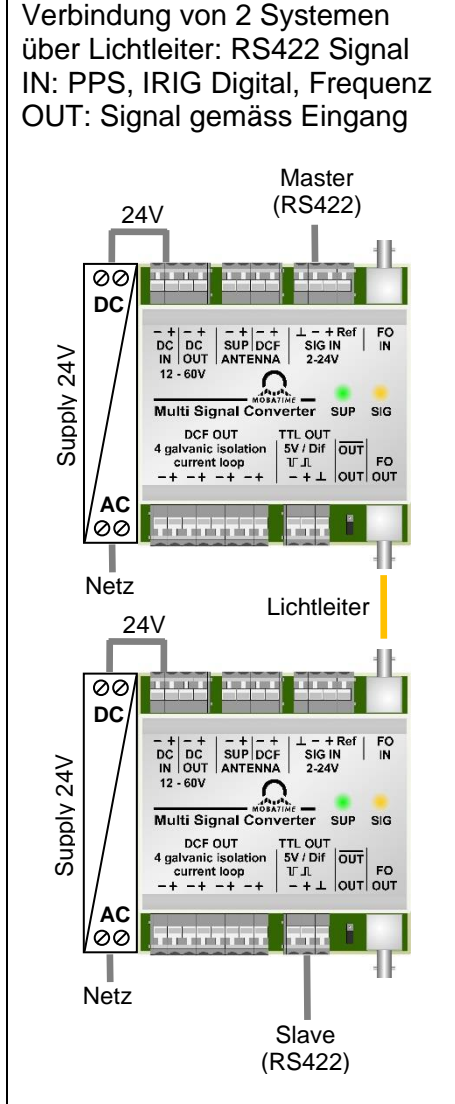 Verbindung von 2 Systemen
über Lichtleiter: RS422 Signal
IN: PPS, IRIG Digital, Frequenz
OUT: Signal gemäss Eingang
Master
(RS422)
24V
DC
Supply 24V
AC
Netz
- + - + - + - + ⊥ - + Ref FO
DC DC SUP DCF SIG IN IN
IN OUT ANTENNA 2-24V
12 - 60V
MOBATIME
Multi Signal Converter SUP SIG
DCF OUT TTL OUT
4 galvanic isolation 5V / Dif OUT
current loop FO
- + - + - + - + - + ⊥ OUT OUT
Lichtleiter
24V
DC
Supply 24V
AC
Netz
- + - + - + - + ⊥ - + Ref FO
DC DC SUP DCF SIG IN IN
IN OUT ANTENNA 2-24V
12 - 60V
MOBATIME
Multi Signal Converter SUP SIG
DCF OUT TTL OUT
4 galvanic isolation 5V / Dif OUT
current loop FO
- + - + - + - + - + ⊥ OUT OUT
Slave
(RS422)